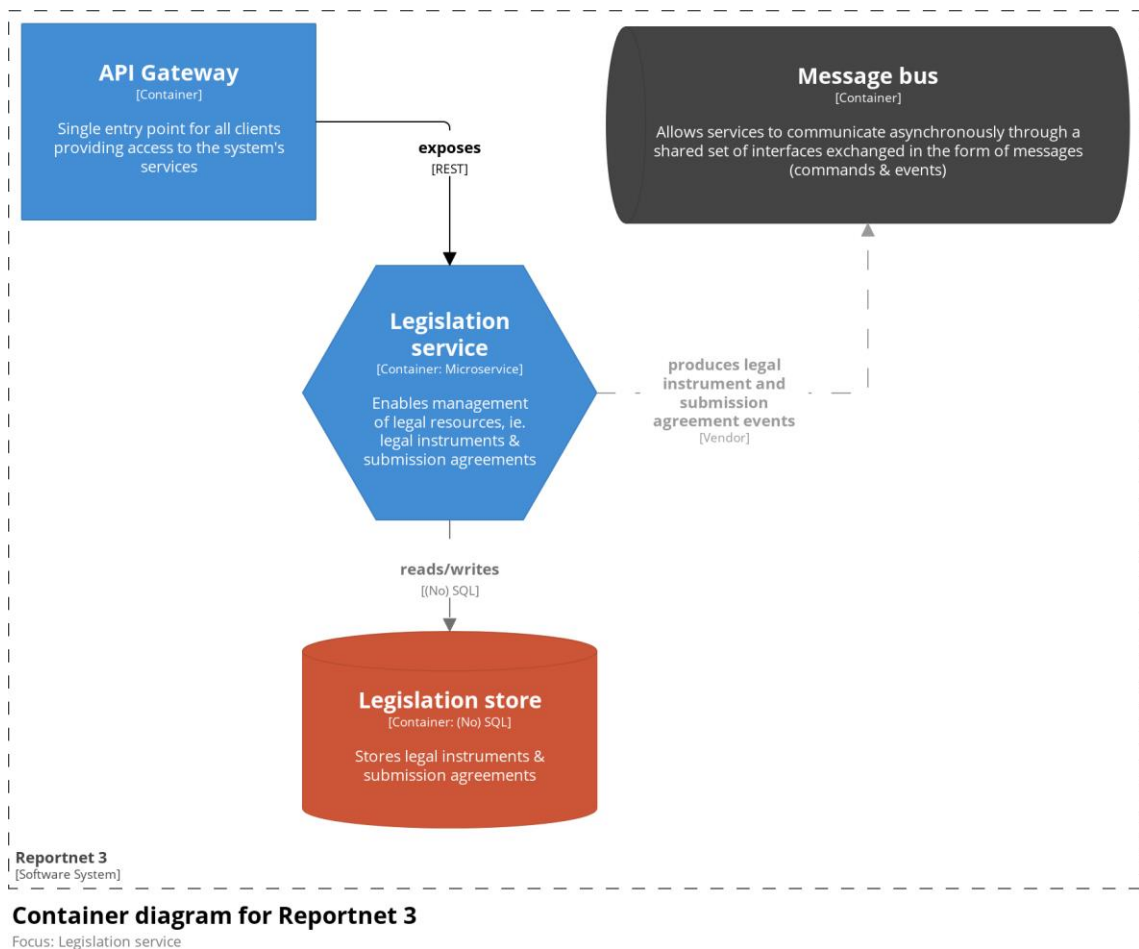 API Gateway
[Container]
Single entry point for all clients
providing access to the system's
services
Message bus
[Container]
Allows services to communicate asynchronously through a
shared set of interfaces exchanged in the form of messages
(commands & events)
exposes
[REST]
Legislation
service
[Container: Microservice]
Enables management
of legal resources, ie.
legal instruments &
submission agreements
produces legal
instrument and
submission
agreement events
[Vendor]
reads/writes
[(No) SQL]
Legislation store
[Container: (No) SQL]
Stores legal instruments &
submission agreements
Reportnet 3
[Software System]
Container diagram for Reportnet 3
Focus: Legislation service